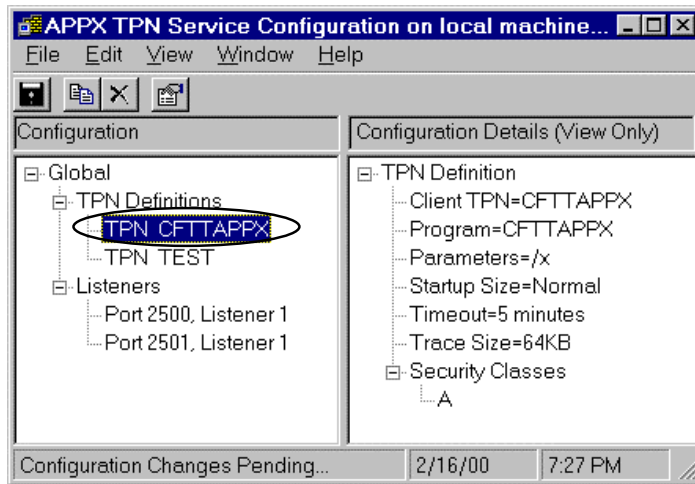 APPX TPN Service Configuration on local machine...
File Edit View Window Help
Configuration
Configuration Details (View Only)
Global
TPN Definitions
TPN CFTTAPPX
TPN TEST
Listeners
Port 2500, Listener 1
Port 2501, Listener 1
TPN Definition
Client TPN=CFTTAPPX
Program=CFTTAPPX
Parameters=/x
Startup Size=Normal
Timeout=5 minutes
Trace Size=64KB
Security Classes
A
Configuration Changes Pending... 2/16/00 7:27 PM